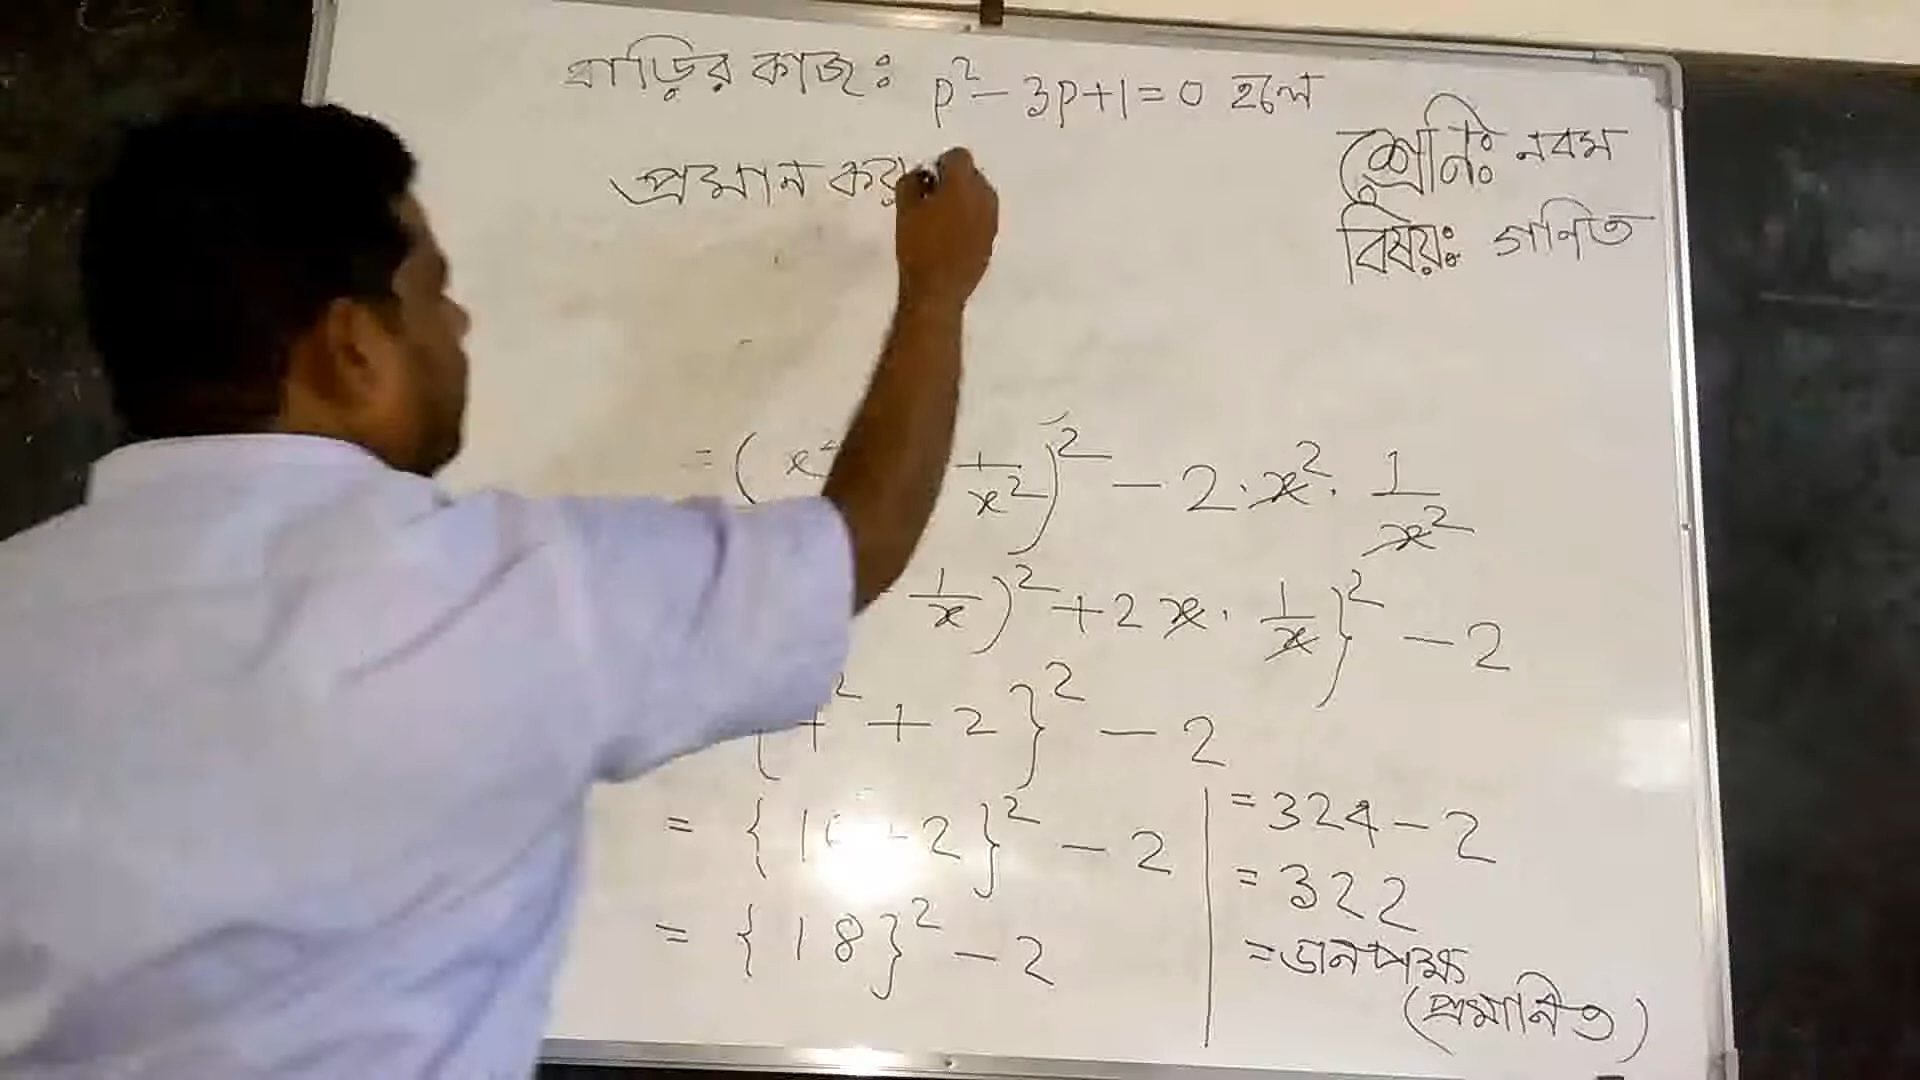 বাড়ির কাজঃ p² - 3p+1=0 হলে
প্রমান কর
শ্রেনিঃ নবম
বিষয়ঃ গনিত
= (x² 1/x²)² - 2·x²· 1/x²
1/x)² +2x· 1/x}² - 2
² + 2}² - 2
= { -2}² - 2
= {18}² - 2
= 324 - 2
= 322
= ডানপক্ষ
(প্রমানিত)